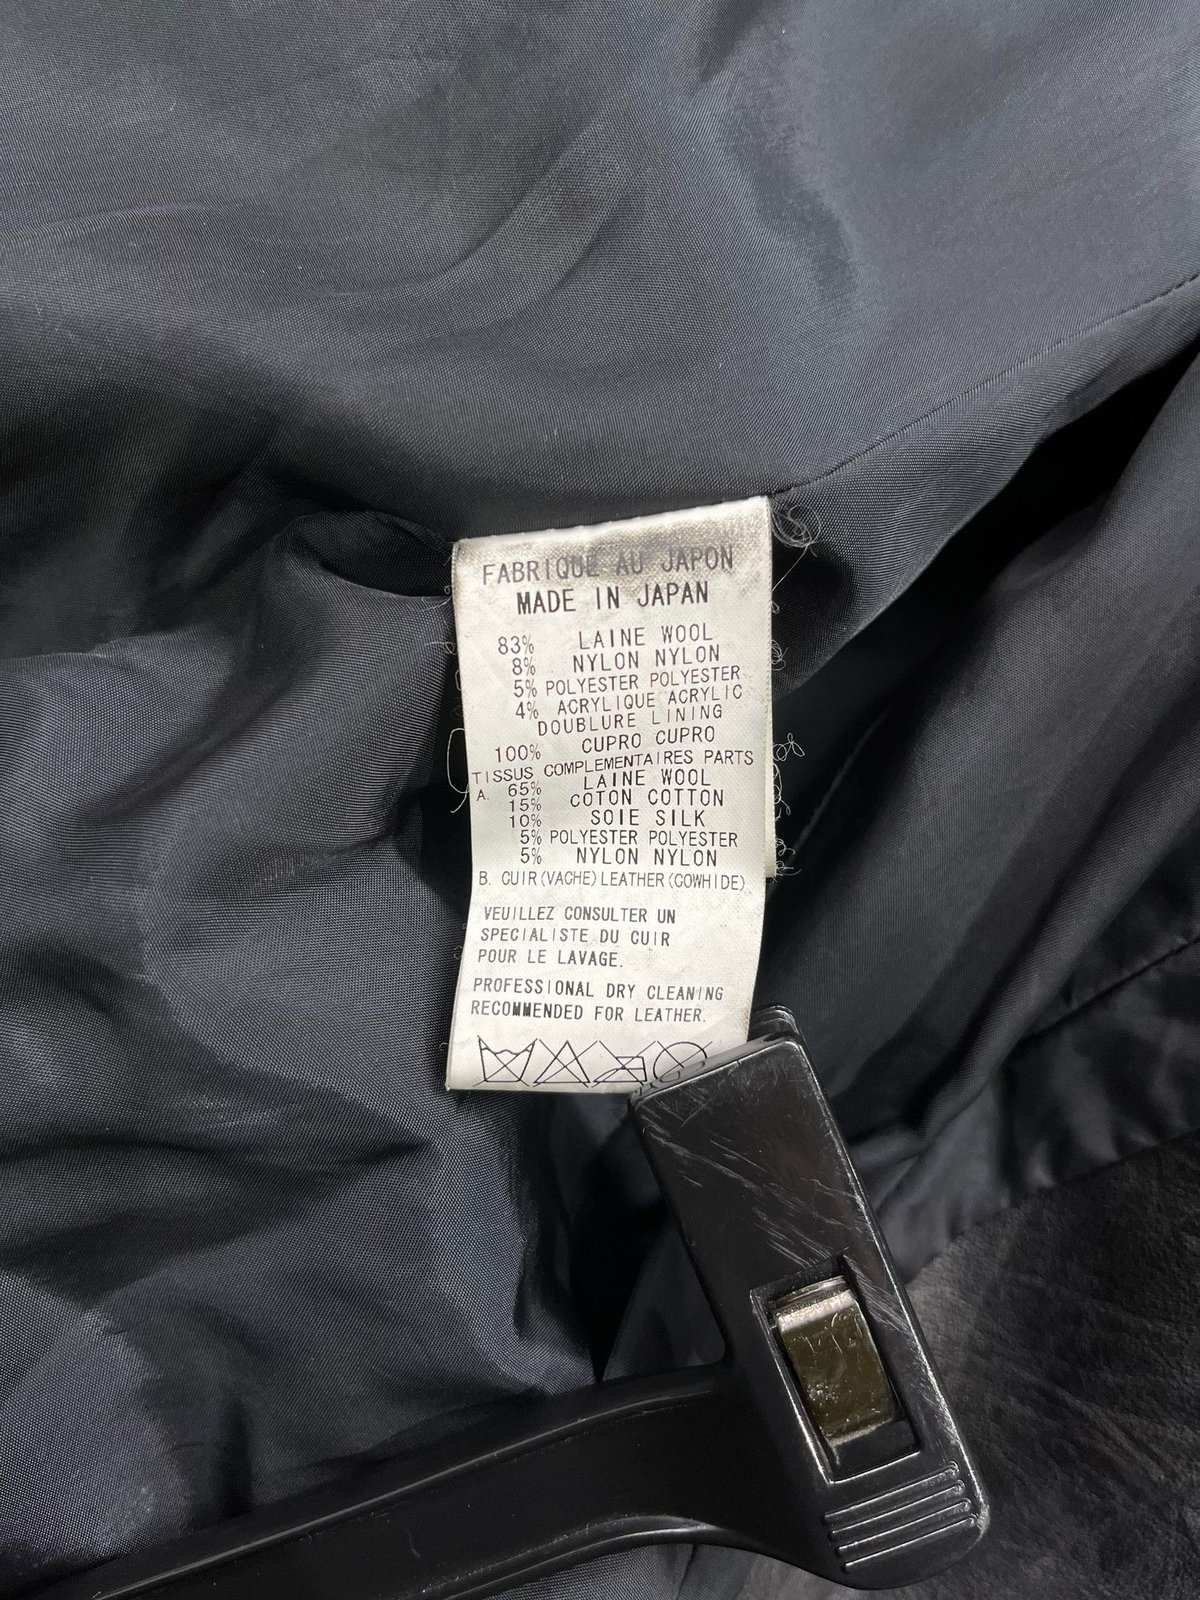 FABRIQUE AU JAPON
MADE IN JAPAN
83% LAINE WOOL
8% NYLON NYLON
5% POLYESTER POLYESTER
4% ACRYLIQUE ACRYLIC
DOUBLURE LINING
100% CUPRO CUPRO
TISSUS COMPLEMENTAIRES PARTS
A. 65% LAINE WOOL
15% COTON COTTON
10% SOIE SILK
5% POLYESTER POLYESTER
5% NYLON NYLON
B. CUIR(VACHE)LEATHER(COWHIDE)
VEUILLEZ CONSULTER UN
SPECIALISTE DU CUIR
POUR LE LAVAGE.
PROFESSIONAL DRY CLEANING
RECOMMENDED FOR LEATHER.